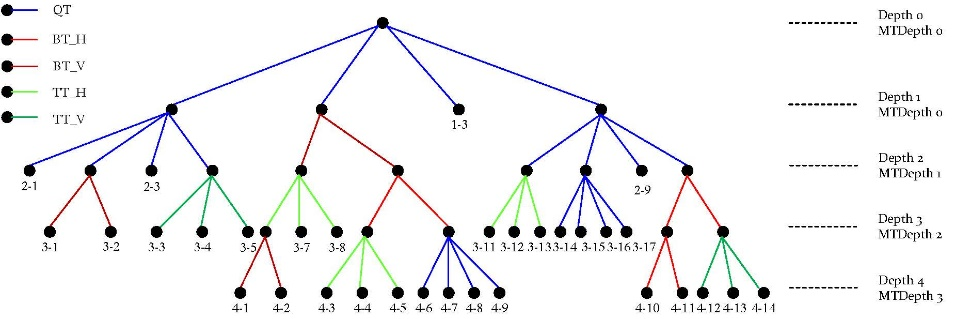 QT
BT_H
BT_V
TT_H
TT_V
Depth 0
MTDepth 0
Depth 1
MTDepth 0
1-3
Depth 2
MTDepth 1
2-1
2-3
2-9
Depth 3
MTDepth 2
3-1 3-2 3-3 3-4 3-5 3-7 3-8 3-11 3-12 3-13 3-14 3-15 3-16 3-17
Depth 4
MTDepth 3
4-1 4-2 4-3 4-4 4-5 4-6 4-7 4-8 4-9 4-10 4-11 4-12 4-13 4-14